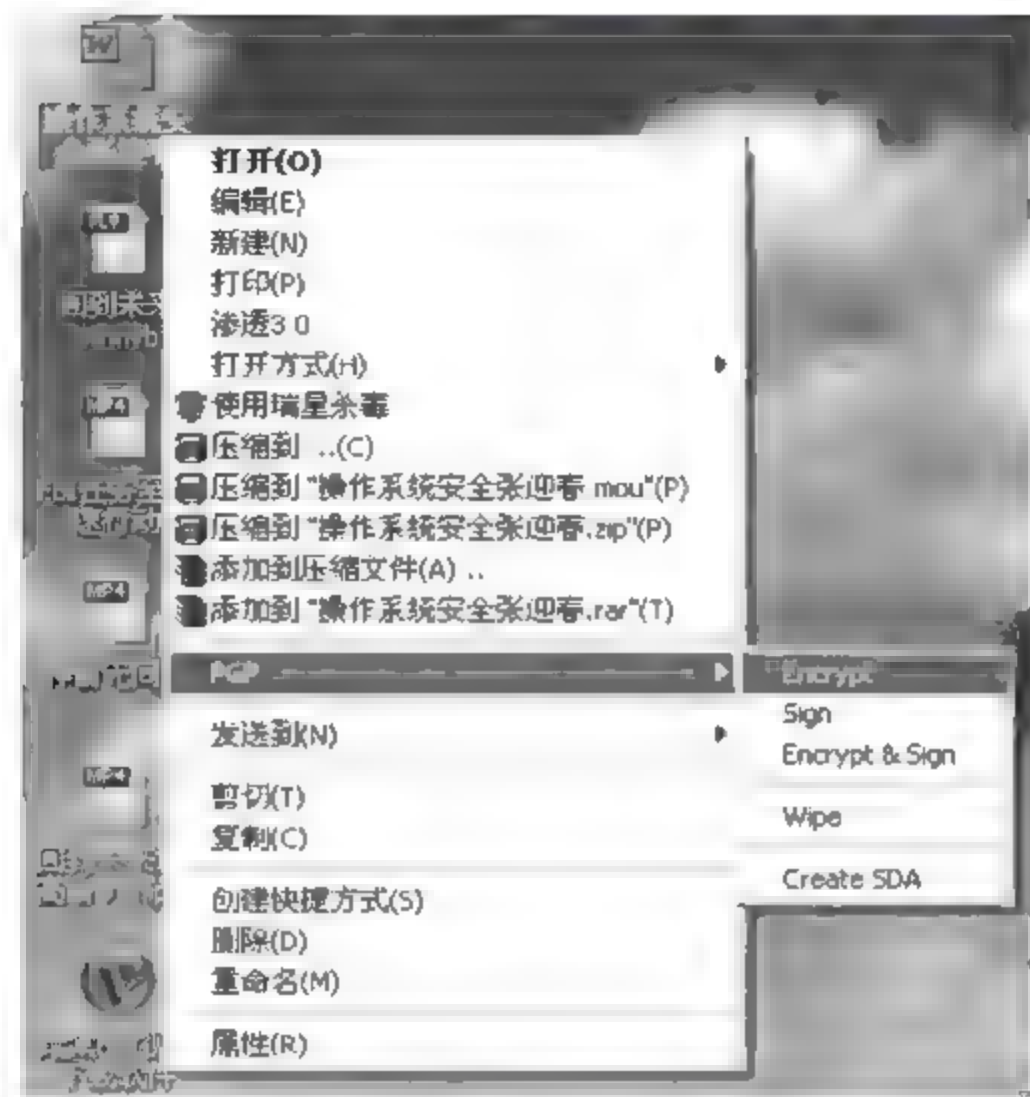 W
打开(O)
编辑(E)
新建(N)
打印(P)
渗透3 0
打开方式(H)
使用瑞星杀毒
压缩到 ..(C)
压缩到 "操作系统安全张迎春 mou"(P)
压缩到 "操作系统安全张迎春.zip"(P)
添加到压缩文件(A) ..
添加到 "操作系统安全张迎春.rar"(T)
MP4
MP4
PGP
Encrypt
Sign
发送到(N)
Encrypt & Sign
MP4
剪切(T)
Wipe
复制(C)
Create SDA
创建快捷方式(S)
删除(D)
重命名(M)
属性(R)